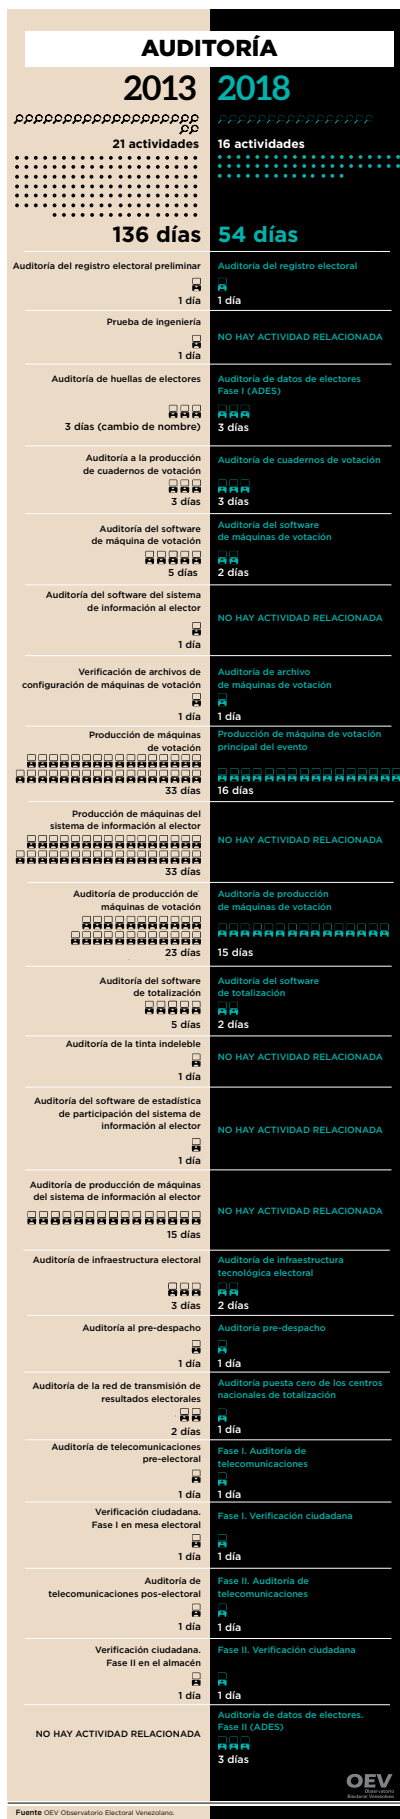 AUDITORÍA
2013 2018
21 actividades 16 actividades
136 días 54 días
Auditoría del registro electoral preliminar
1 día
Auditoría del registro electoral
1 día
Prueba de ingeniería
1 día
NO HAY ACTIVIDAD RELACIONADA
Auditoría de huellas de electores
3 días (cambio de nombre)
Auditoría de datos de electores
Fase I (ADES)
3 días
Auditoría a la producción
de cuadernos de votación
3 días
Auditoría de cuadernos de votación
3 días
Auditoría del software
de máquina de votación
5 días
Auditoría del software
de máquinas de votación
2 días
Auditoría del software del sistema
de información al elector
1 día
NO HAY ACTIVIDAD RELACIONADA
Verificación de archivos de
configuración de máquinas de votación
1 día
Auditoría de archivo
de máquinas de votación
1 día
Producción de máquinas
de votación
33 días
Producción de máquina de votación
principal del evento
16 días
Producción de máquinas del
sistema de información al elector
33 días
NO HAY ACTIVIDAD RELACIONADA
Auditoría de producción de
máquinas de votación
23 días
Auditoría de producción
de máquinas de votación
15 días
Auditoría del software
de totalización
5 días
Auditoría del software
de totalización
2 días
Auditoría de la tinta indeleble
1 día
NO HAY ACTIVIDAD RELACIONADA
Auditoría del software de estadística
de participación del sistema de
información al elector
1 día
NO HAY ACTIVIDAD RELACIONADA
Auditoría de producción de máquinas
del sistema de información al elector
15 días
NO HAY ACTIVIDAD RELACIONADA
Auditoría de infraestructura electoral
3 días
Auditoría de infraestructura
tecnológica electoral
2 días
Auditoría al pre-despacho
1 día
Auditoría pre-despacho
1 día
Auditoría de la red de transmisión de
resultados electorales
2 días
Auditoría puesta cero de los centros
nacionales de totalización
1 día
Auditoría de telecomunicaciones
pre-electoral
1 día
Fase I. Auditoría de
telecomunicaciones
1 día
Verificación ciudadana.
Fase I en mesa electoral
1 día
Fase I. Verificación ciudadana
1 día
Auditoría de
telecomunicaciones pos-electoral
1 día
Fase II. Auditoría de
telecomunicaciones
1 día
Verificación ciudadana.
Fase II en el almacén
1 día
Fase II. Verificación ciudadana
1 día
NO HAY ACTIVIDAD RELACIONADA
Auditoría de datos de electores.
Fase II (ADES)
3 días
OEV
Observatorio
Electoral Venezolano
Fuente OEV Observatorio Electoral Venezolano.